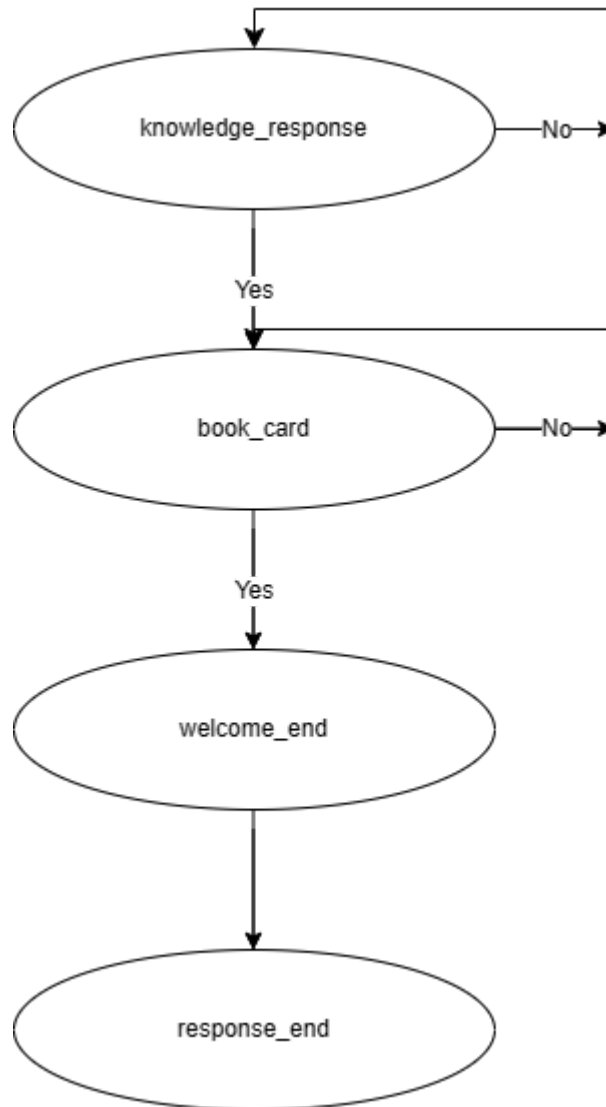 knowledge_response
No
Yes
book_card
No
Yes
welcome_end
response_end